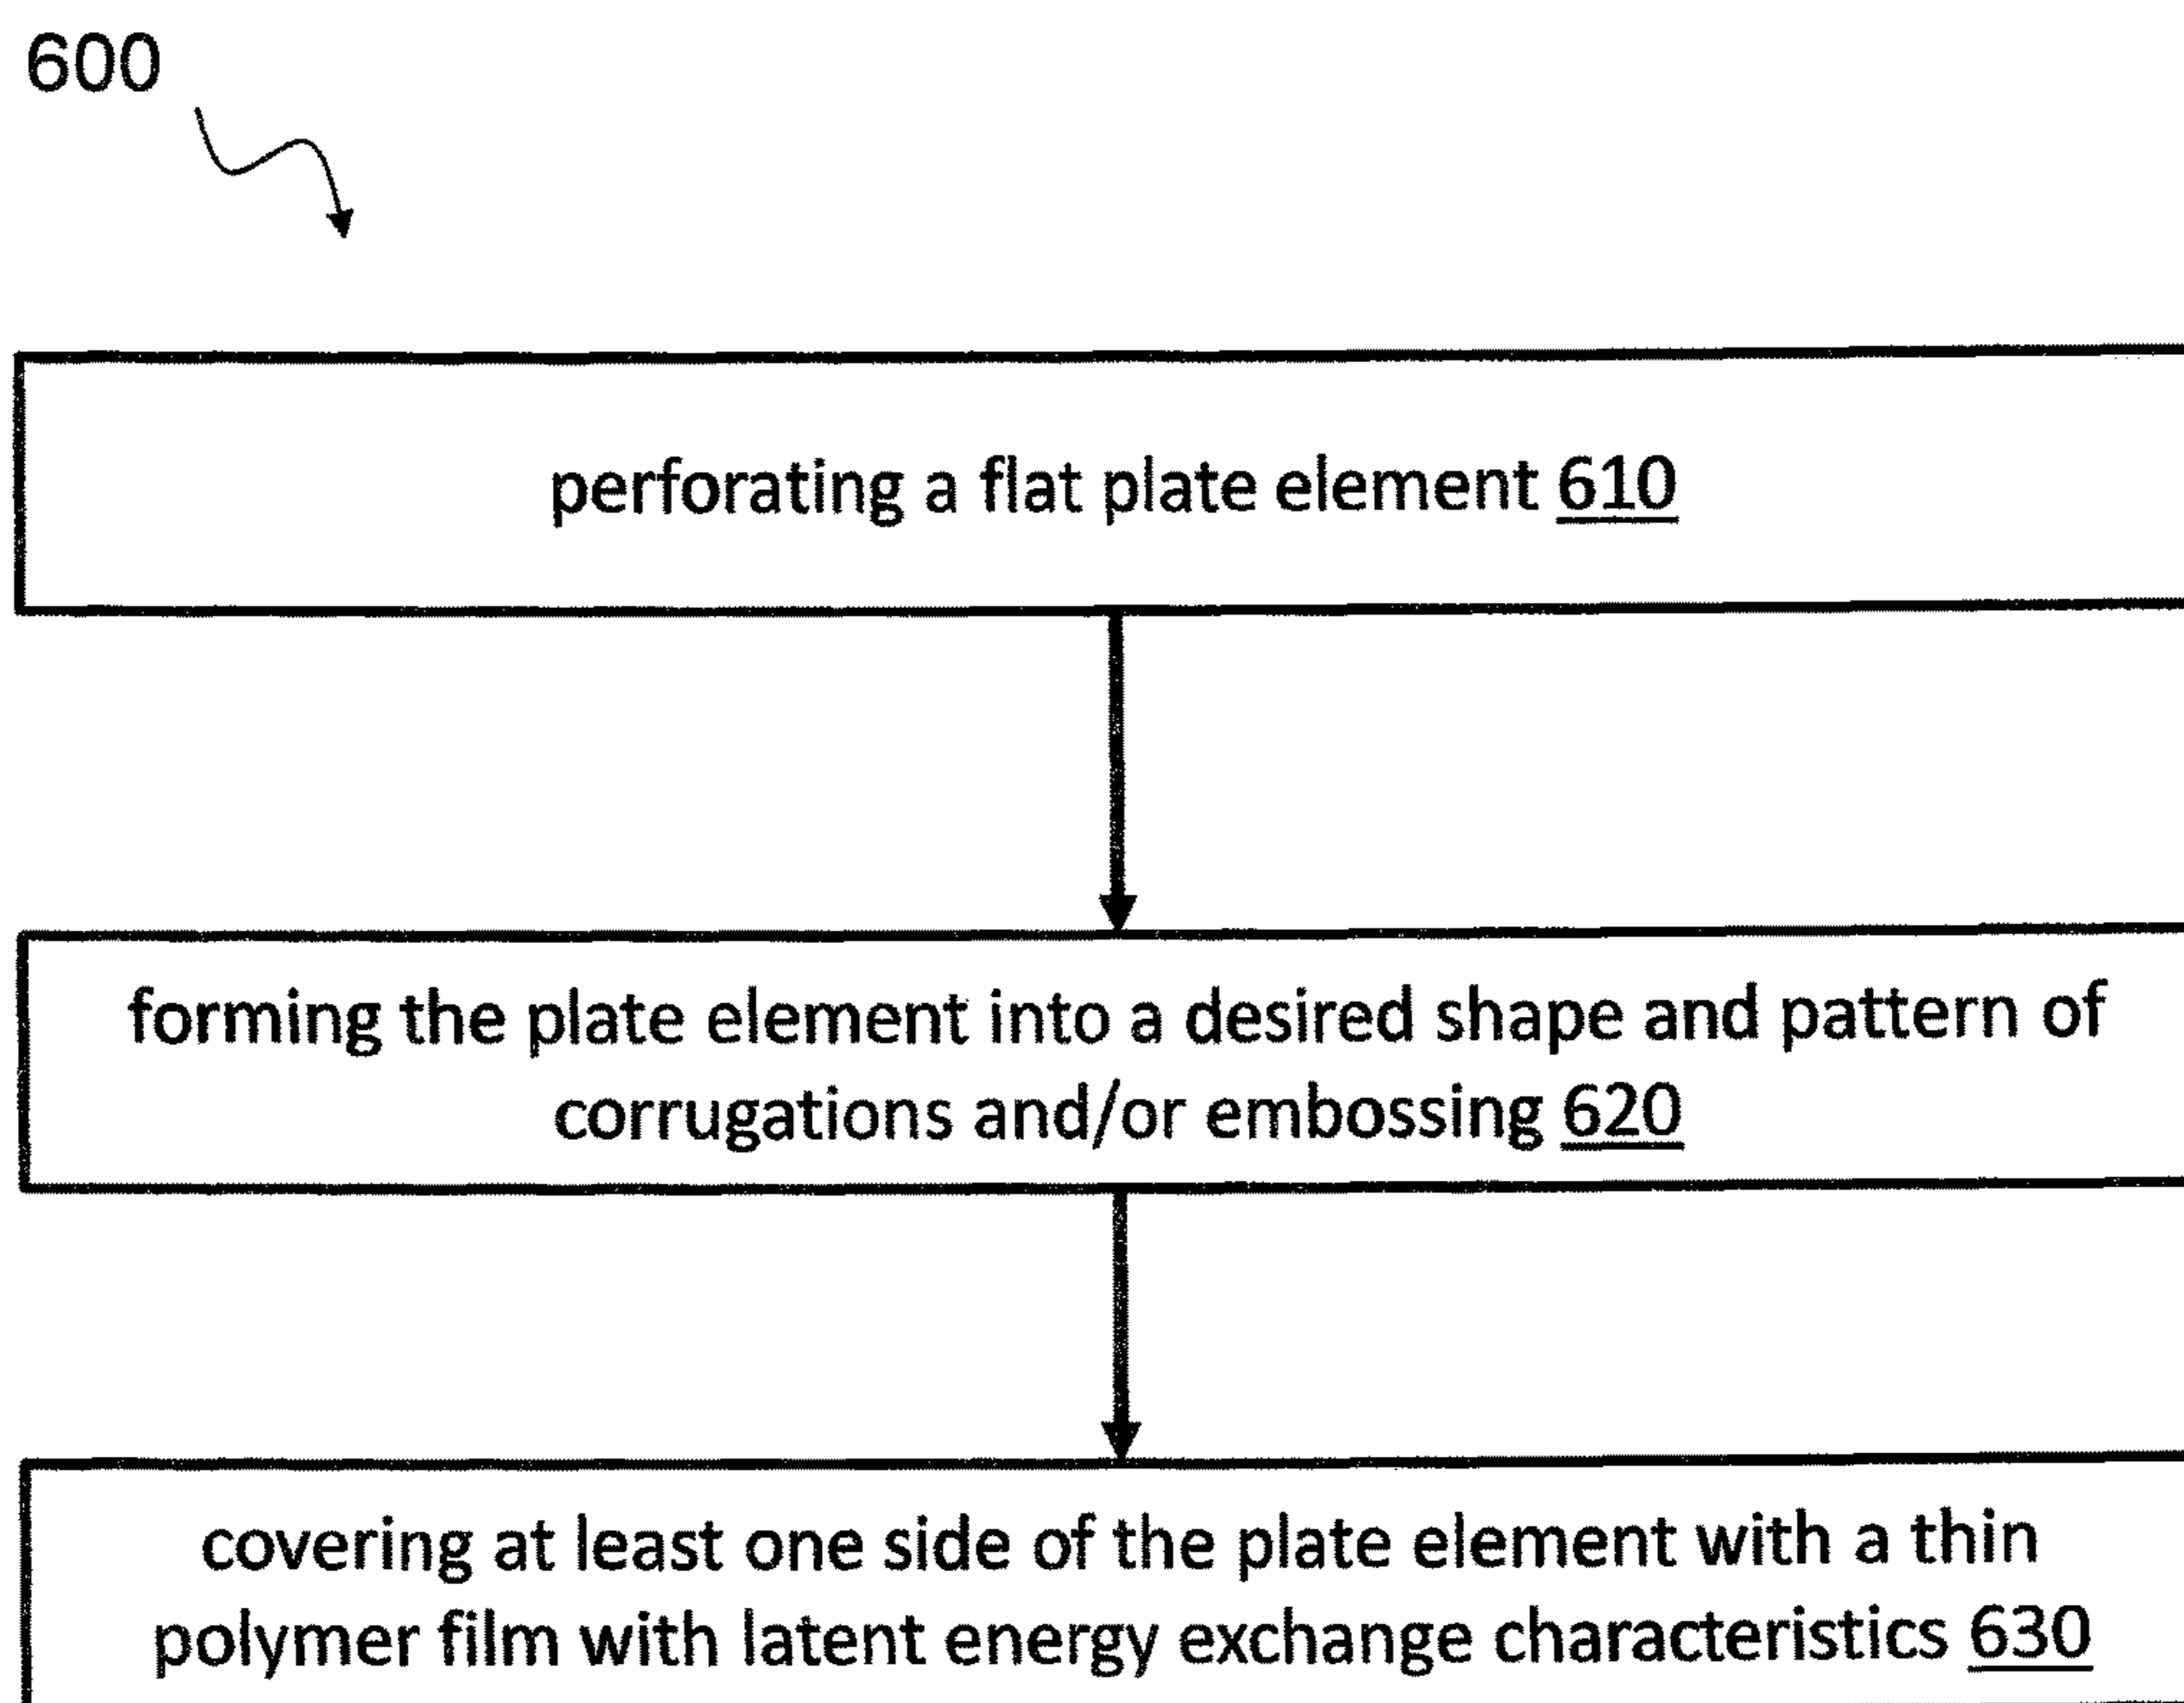 600
perforating a flat plate element 610
forming the plate element into a desired shape and pattern of
corrugations and/or embossing 620
covering at least one side of the plate element with a thin
polymer film with latent energy exchange characteristics 630